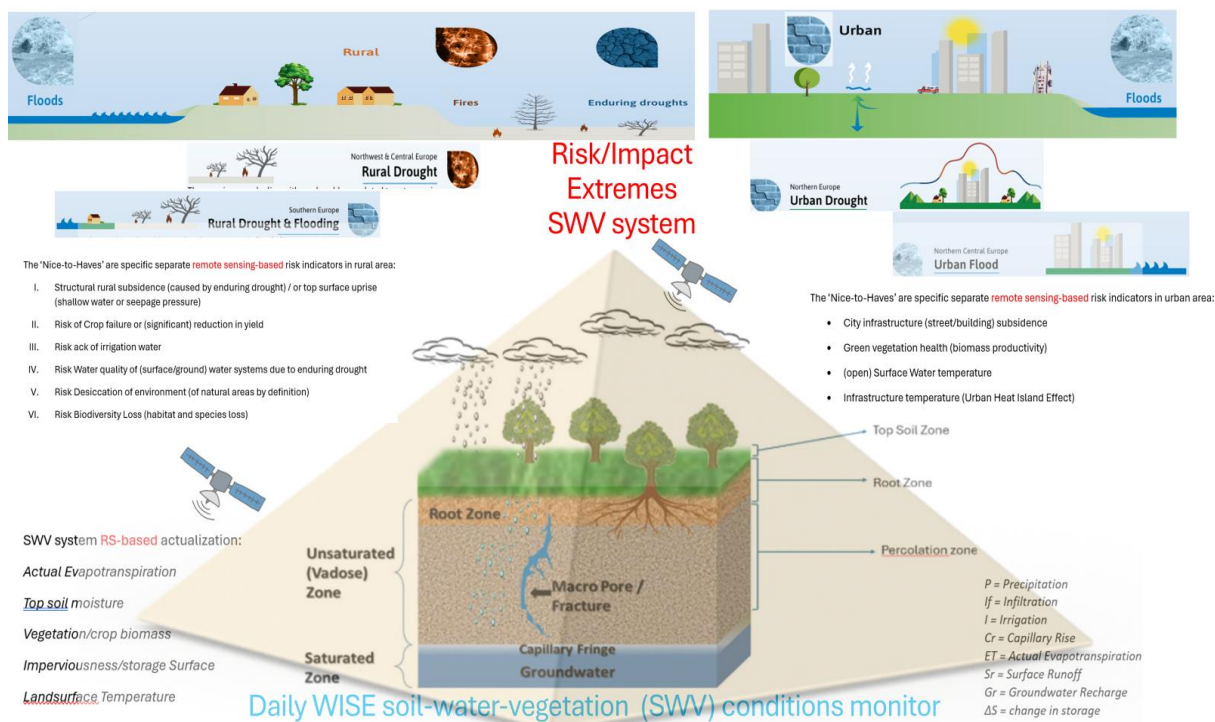 Floods
Rural
Fires
Enduring droughts
Urban
Floods
Northwest & Central Europe
Rural Drought
Southern Europe
Rural Drought & Flooding
Risk/Impact
Extremes
SWV system
Northern Europe
Urban Drought
Northern Central Europe
Urban Flood
The 'Nice-to-Haves' are specific separate remote sensing-based risk indicators in rural area:
I. Structural rural subsidence (caused by enduring drought) / or top surface uprise
(shallow water or seepage pressure)
II. Risk of Crop failure or (significant) reduction in yield
III. Risk ack of irrigation water
IV. Risk Water quality of (surface/ground) water systems due to enduring drought
V. Risk Desiccation of environment (of natural areas by definition)
VI. Risk Biodiversity Loss (habitat and species loss)
The 'Nice-to-Haves' are specific separate remote sensing-based risk indicators in urban area:
• City infrastructure (street/building) subsidence
• Green vegetation health (biomass productivity)
• (open) Surface Water temperature
• Infrastructure temperature (Urban Heat Island Effect)
Top Soil Zone
Root Zone
Percolation zone
Root Zone
Unsaturated
(Vadose)
Zone
Macro Pore /
Fracture
Capillary Fringe
Saturated
Zone
Groundwater
SWV system RS-based actualization:
Actual Evapotranspiration
Top soil moisture
Vegetation/crop biomass
Imperviousness/storage Surface
Landsurface Temperature
P = Precipitation
If = Infiltration
I = Irrigation
Cr = Capillary Rise
ET = Actual Evapotranspiration
Sr = Surface Runoff
Gr = Groundwater Recharge
ΔS = change in storage
Daily WISE soil-water-vegetation (SWV) conditions monitor